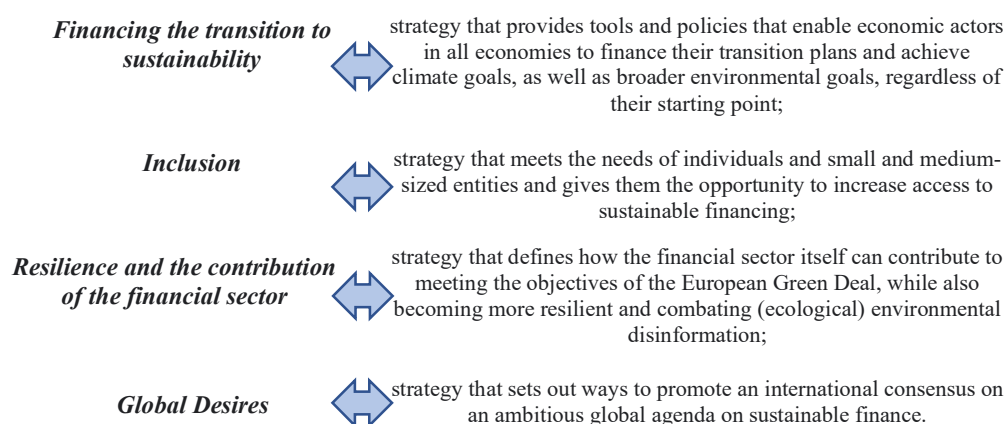 Financing the transition to
sustainability
strategy that provides tools and policies that enable economic actors
in all economies to finance their transition plans and achieve
climate goals, as well as broader environmental goals, regardless of
their starting point;
Inclusion
strategy that meets the needs of individuals and small and medium-
sized entities and gives them the opportunity to increase access to
sustainable financing;
Resilience and the contribution
of the financial sector
strategy that defines how the financial sector itself can contribute to
meeting the objectives of the European Green Deal, while also
becoming more resilient and combating (ecological) environmental
disinformation;
Global Desires
strategy that sets out ways to promote an international consensus on
an ambitious global agenda on sustainable finance.